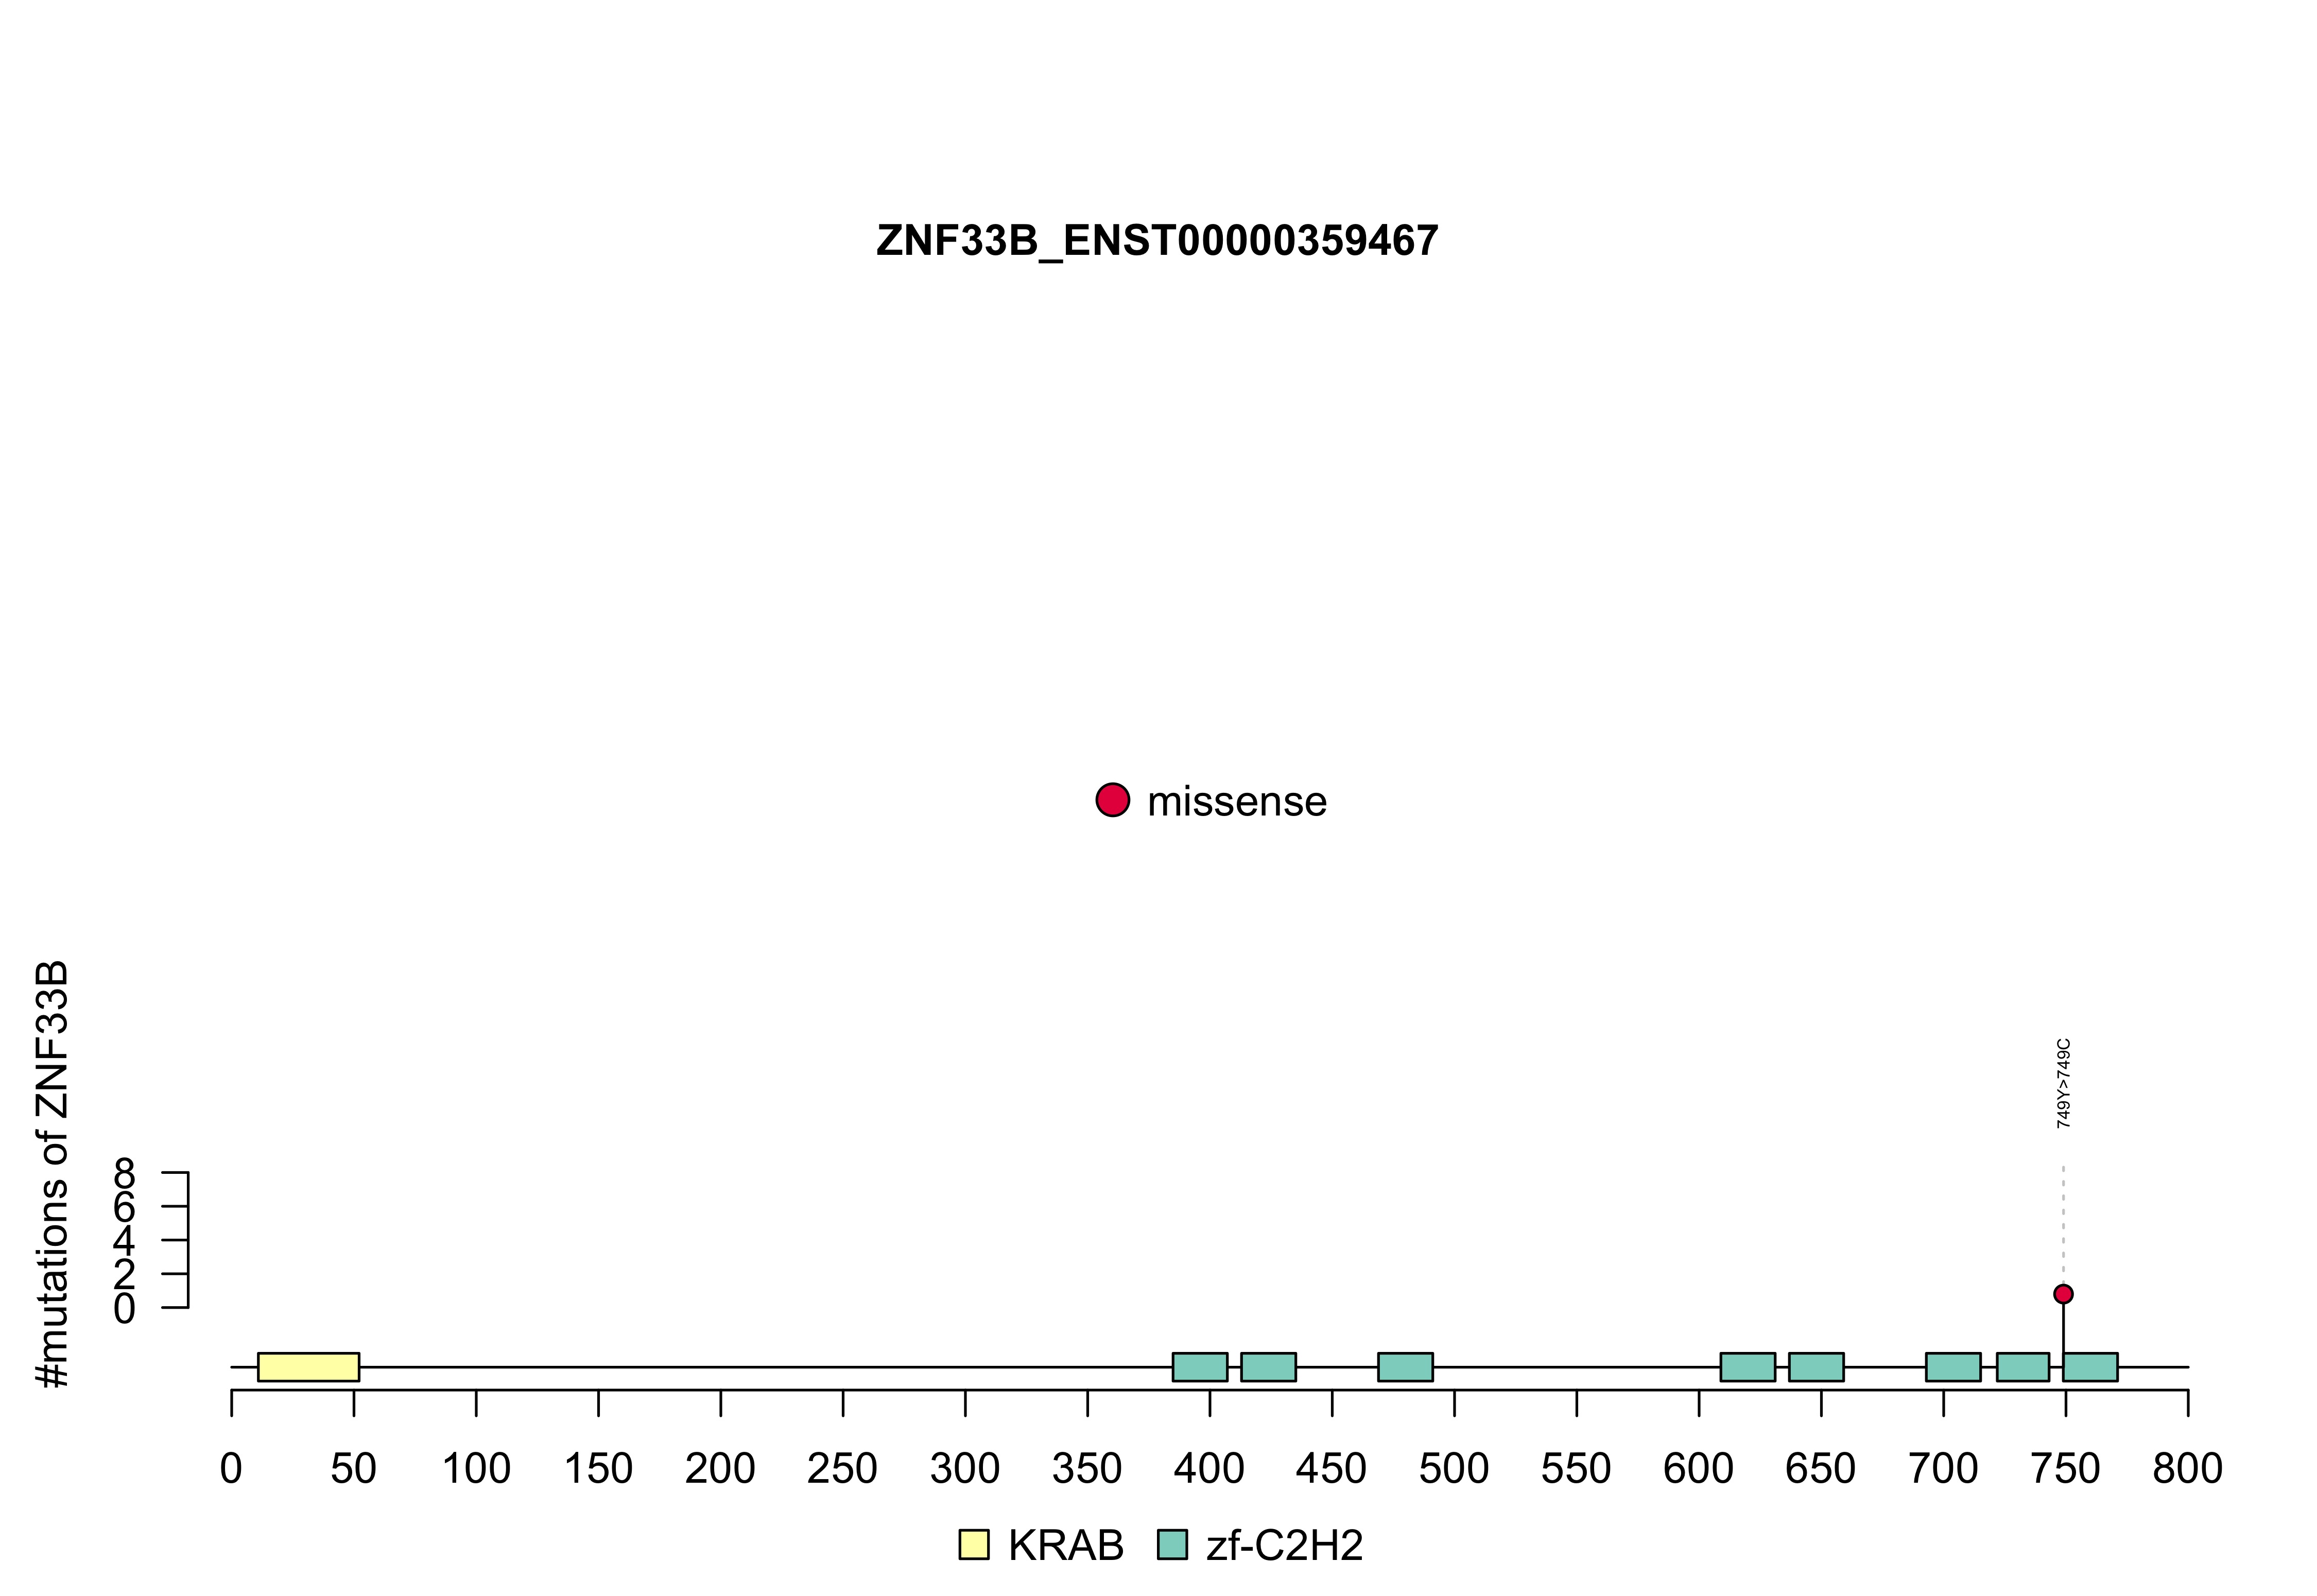 ZNF33B_ENST00000359467
missense
#mutations of ZNF33B
749Y>749C
8
6
4
2
0
0 50 100 150 200 250 300 350 400 450 500 550 600 650 700 750 800
KRAB zf-C2H2